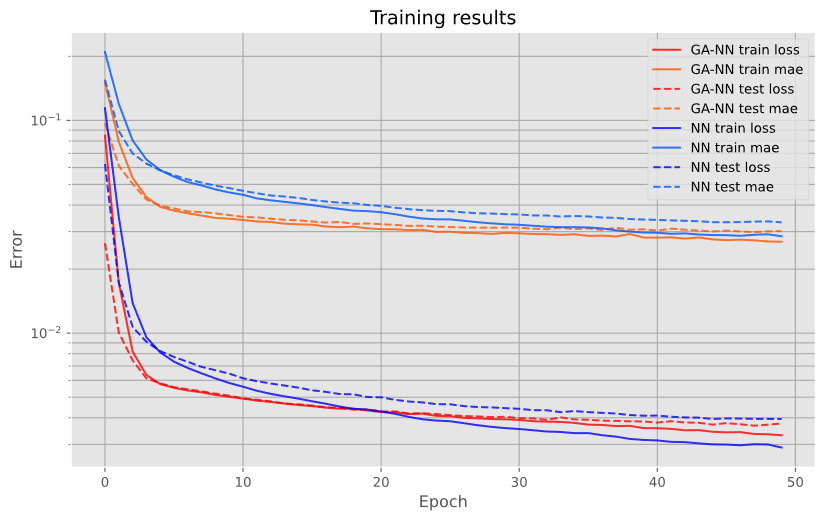 Training results
GA-NN train loss
GA-NN train mae
GA-NN test loss
GA-NN test mae
NN train loss
NN train mae
NN test loss
NN test mae
10⁻¹
10⁻²
Error
0 10 20 30 40 50
Epoch